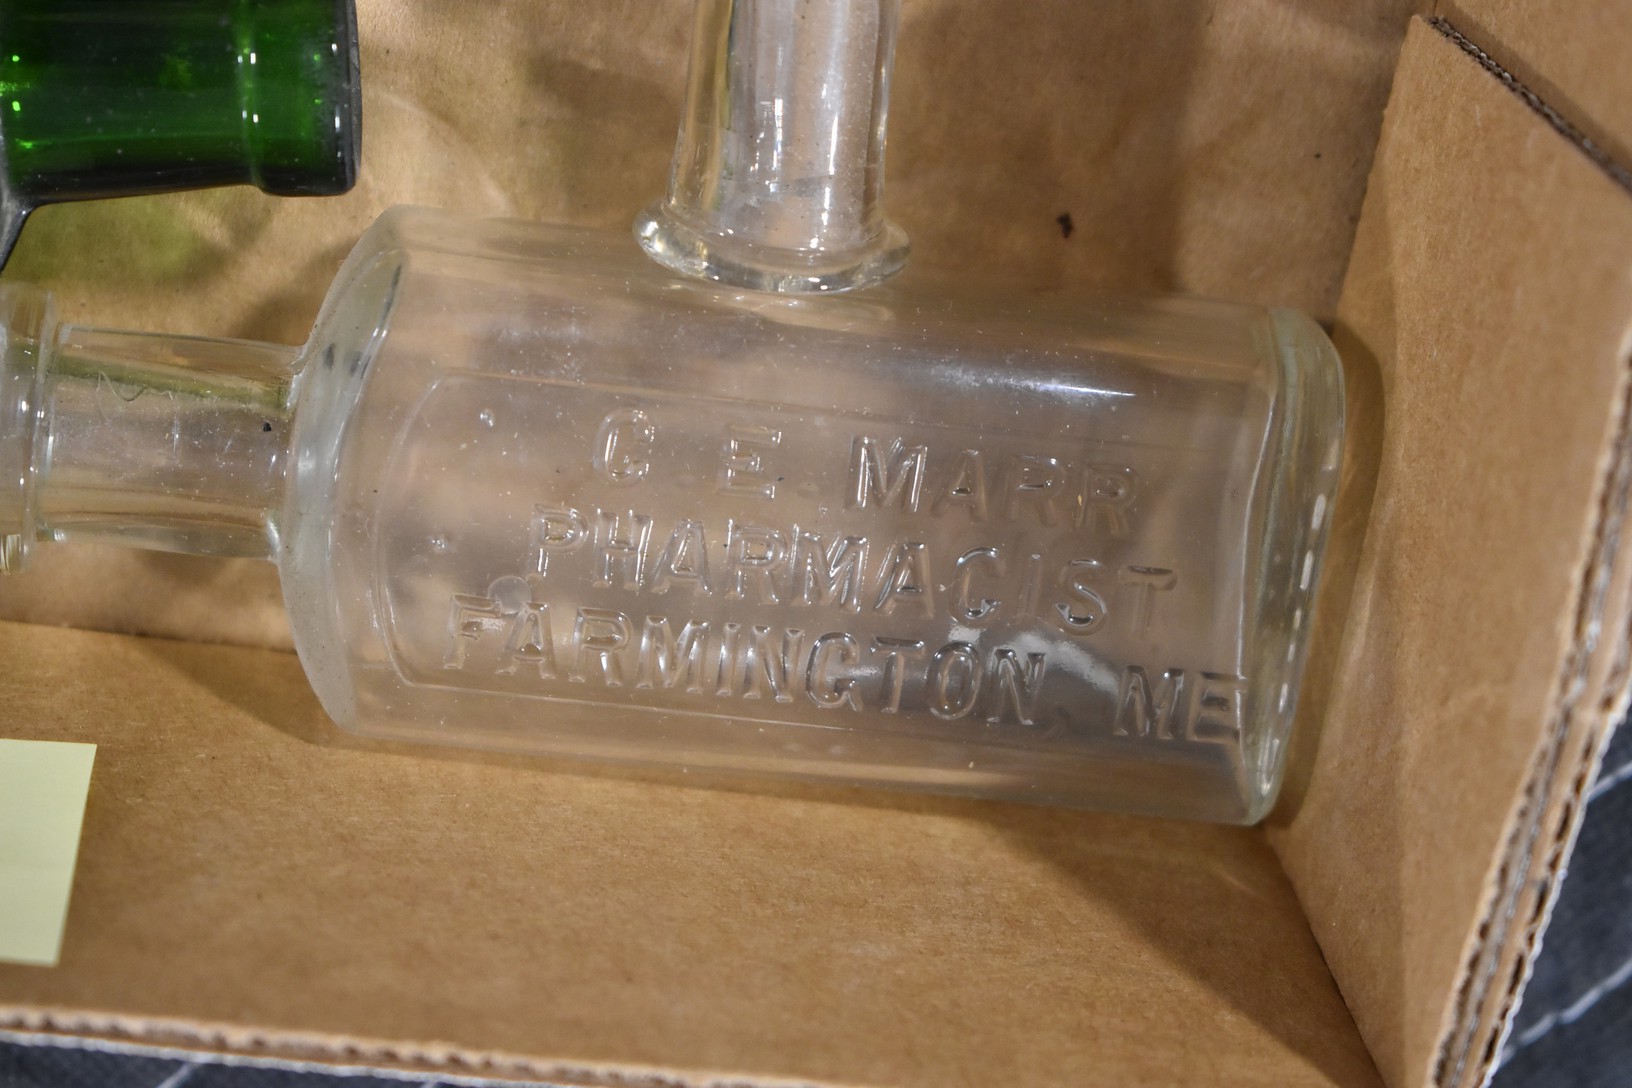 C. E. MARR
PHARMACIST
FARMINGTON, ME